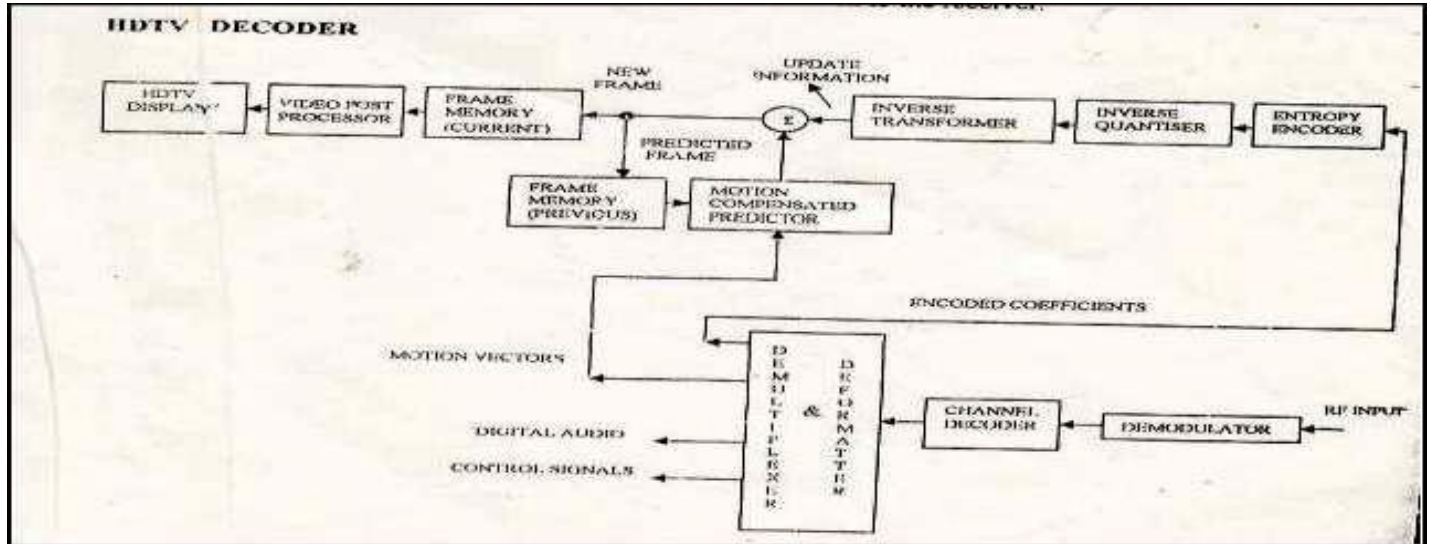 the receiver.
HDTV DECODER
HDTV
DISPLAY
VIDEO POST
PROCESSOR
FRAME
MEMORY
(CURRENT)
NEW
FRAME
UPDATE
INFORMATION
Σ
INVERSE
TRANSFORMER
INVERSE
QUANTISER
ENTROPY
ENCODER
PREDICTED
FRAME
FRAME
MEMORY
(PREVIOUS)
MOTION
COMPENSATED
PREDICTOR
ENCODED COEFFICIENTS
MOTION VECTORS
DEMULTIPLEXER
&
DEFORMATTER
CHANNEL
DECODER
DEMODULATOR
RF INPUT
DIGITAL AUDIO
CONTROL SIGNALS